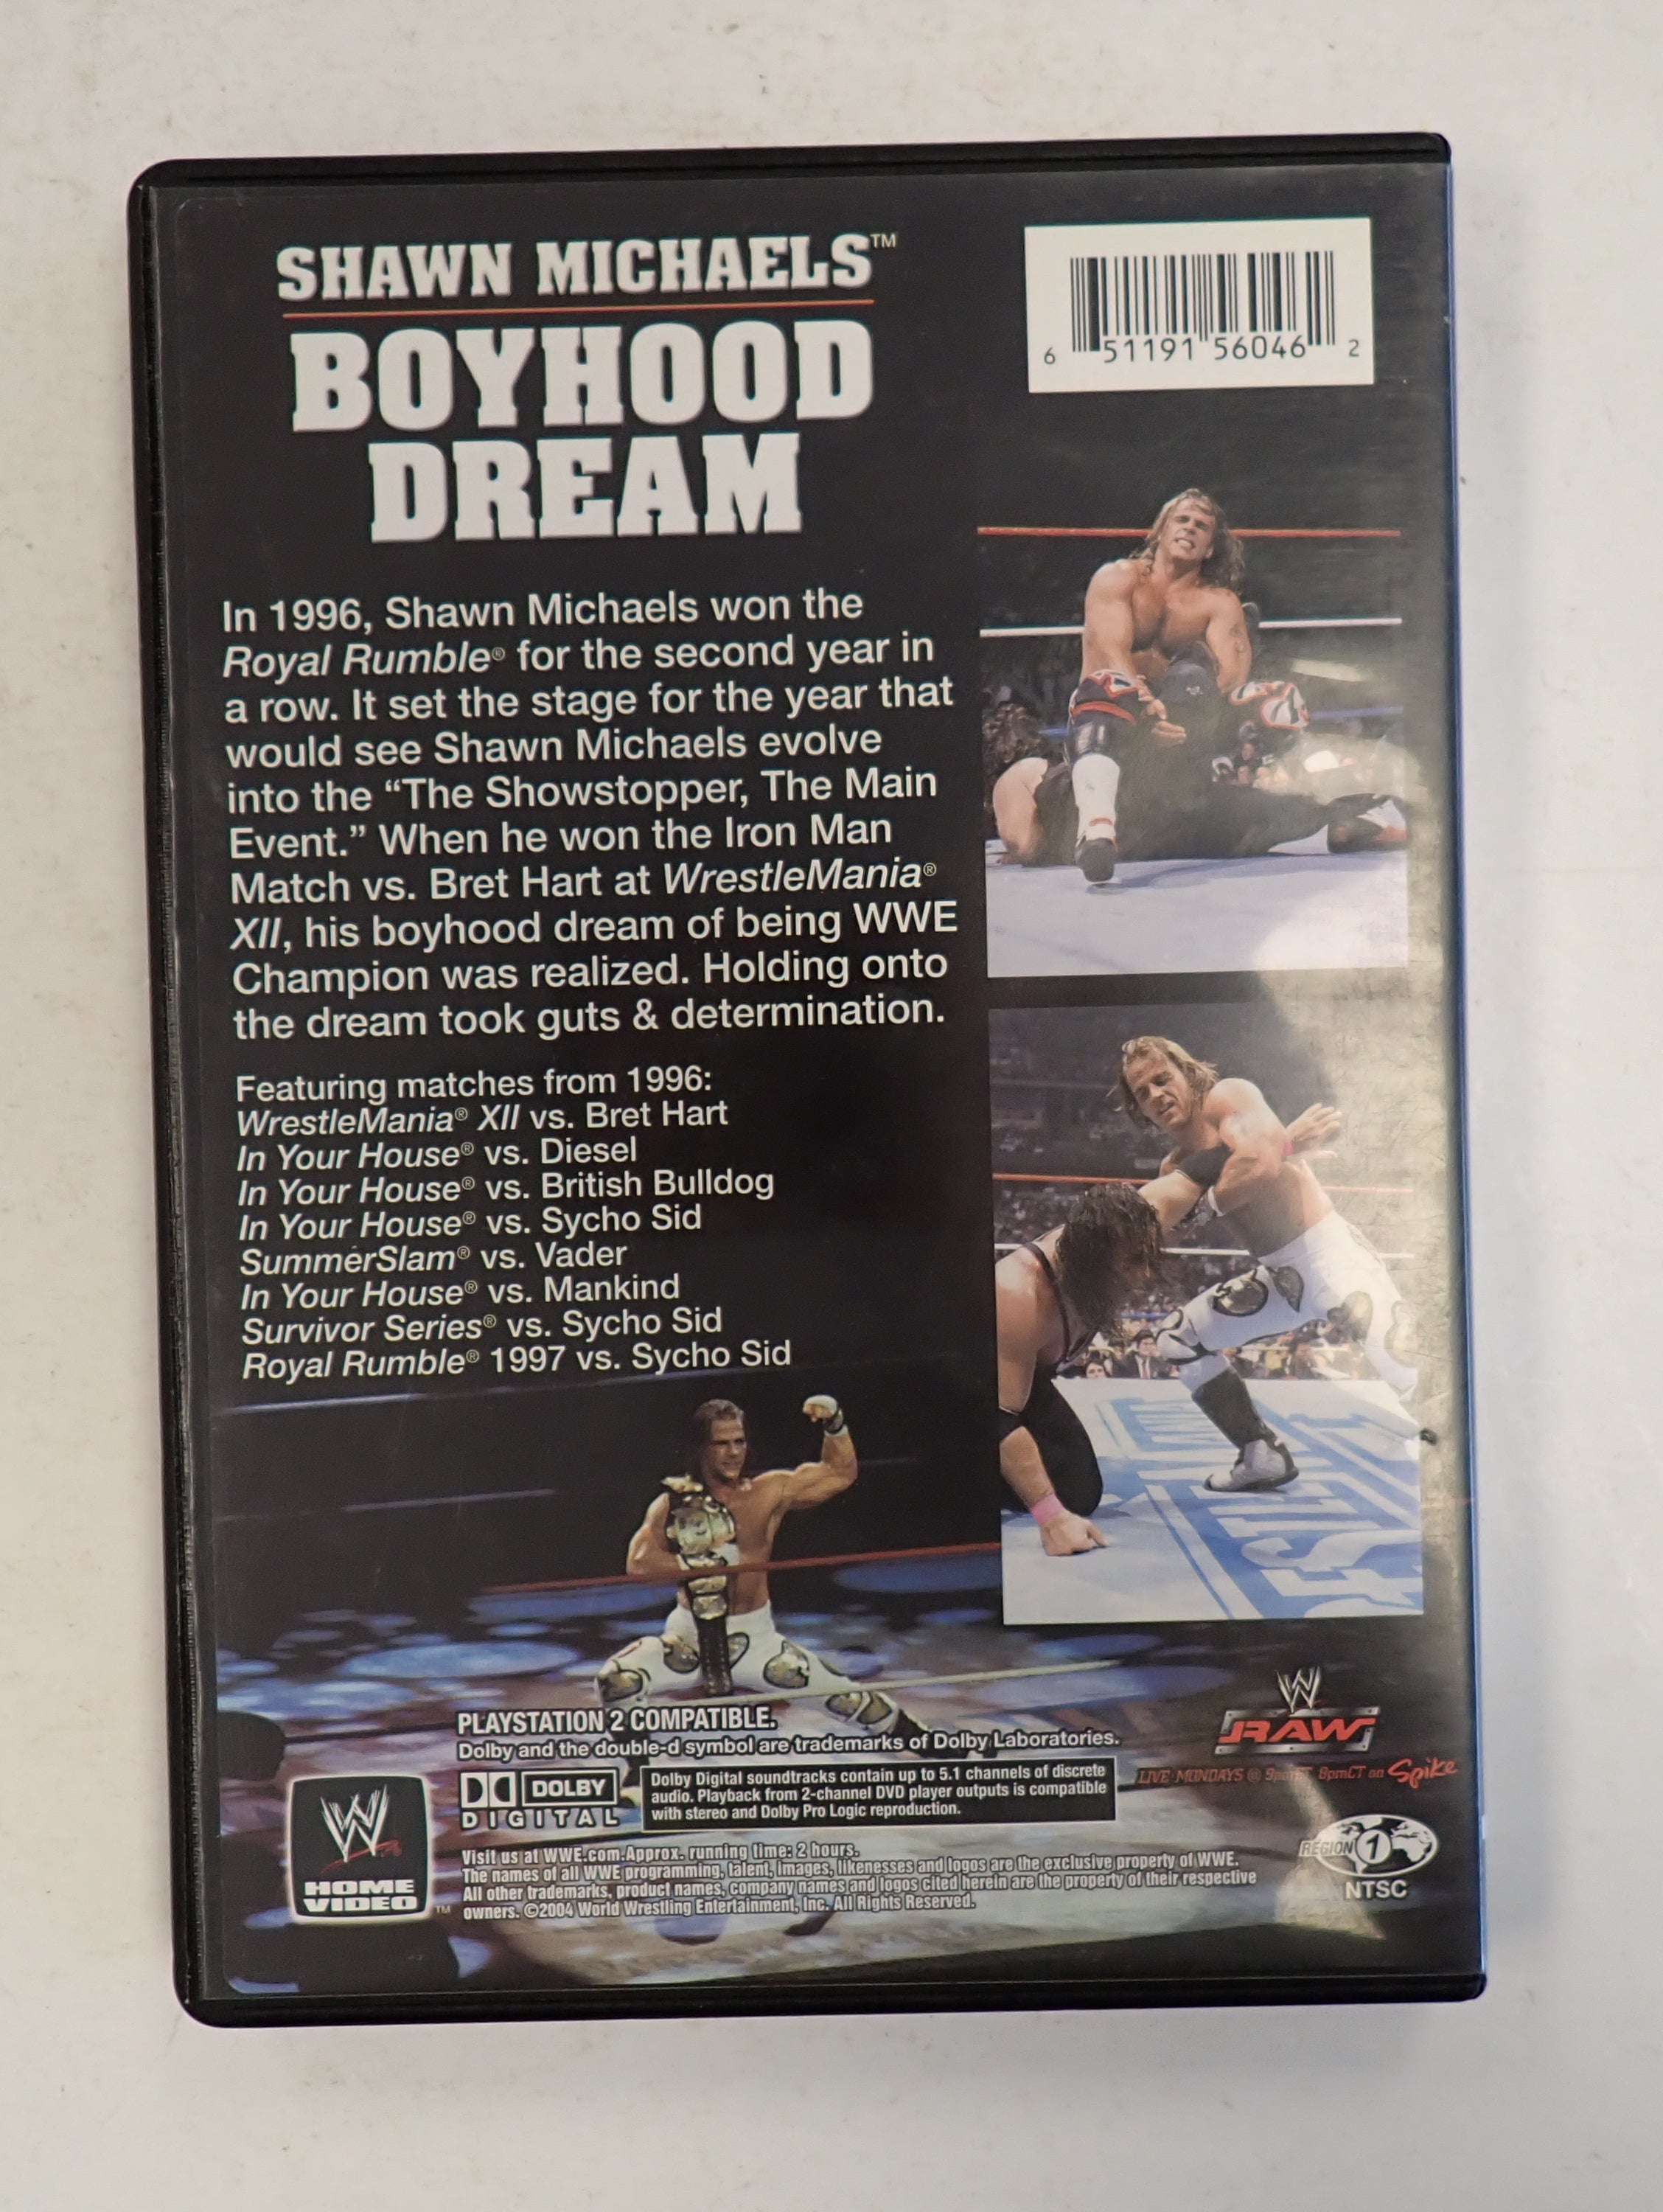 SHAWN MICHAELS™
BOYHOOD
DREAM
6 51191 56046 2
In 1996, Shawn Michaels won the
Royal Rumble® for the second year in
a row. It set the stage for the year that
would see Shawn Michaels evolve
into the “The Showstopper, The Main
Event.” When he won the Iron Man
Match vs. Bret Hart at WrestleMania®
XII, his boyhood dream of being WWE
Champion was realized. Holding onto
the dream took guts & determination.
Featuring matches from 1996:
WrestleMania® XII vs. Bret Hart
In Your House® vs. Diesel
In Your House® vs. British Bulldog
In Your House® vs. Sycho Sid
SummerSlam® vs. Vader
In Your House® vs. Mankind
Survivor Series® vs. Sycho Sid
Royal Rumble® 1997 vs. Sycho Sid
PLAYSTATION 2 COMPATIBLE.
Dolby and the double-d symbol are trademarks of Dolby Laboratories.
DOLBY
DIGITAL
Dolby Digital soundtracks contain up to 5.1 channels of discrete
audio. Playback from 2-channel DVD player outputs is compatible
with stereo and Dolby Pro Logic reproduction.
W
RAW
LIVE MONDAYS @ 9pmET 8pmCT on Spike
W
HOME
VIDEO™
Visit us at WWE.com. Approx. running time: 2 hours.
The names of all WWE programming, talent, images, likenesses and logos are the exclusive property of WWE.
All other trademarks, product names, company names and logos cited herein are the property of their respective
owners. ©2004 World Wrestling Entertainment, Inc. All Rights Reserved.
REGION 1
NTSC